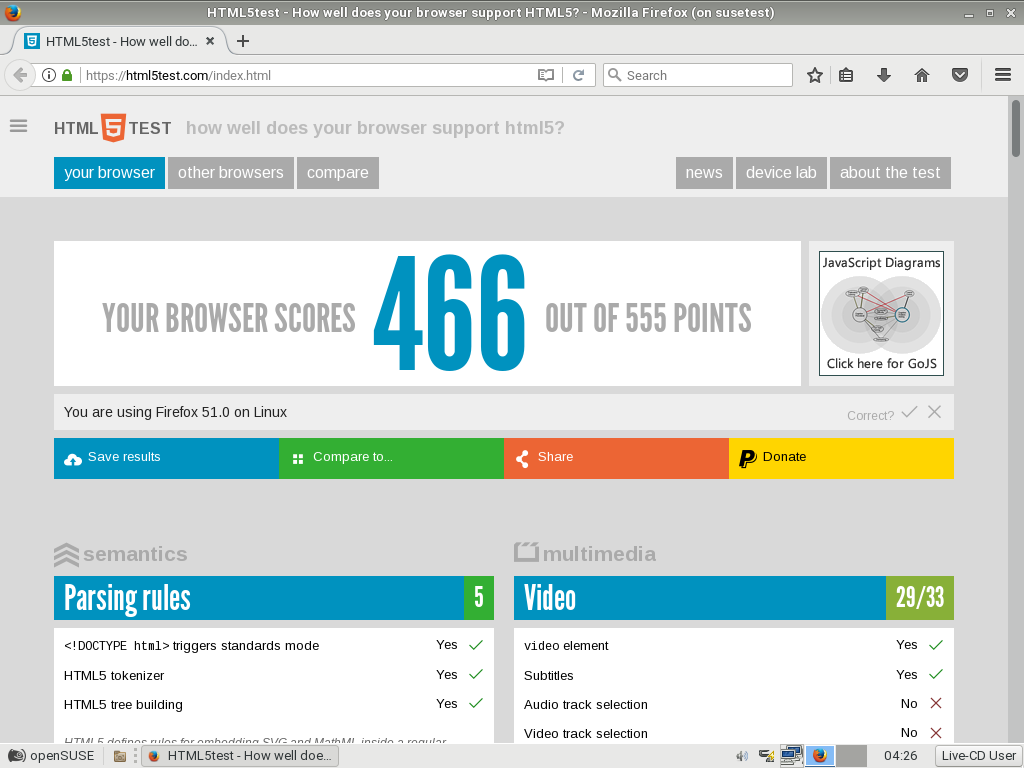 HTML5test - How well does your browser support HTML5? - Mozilla Firefox (on susetest)
HTML5test - How well do...
https://html5test.com/index.html
Search
HTML5TEST how well does your browser support html5?
your browser other browsers compare news device lab about the test
YOUR BROWSER SCORES 466 OUT OF 555 POINTS
JavaScript Diagrams
Click here for GoJS
You are using Firefox 51.0 on Linux
Correct?
Save results Compare to... Share Donate
semantics
Parsing rules 5
<!DOCTYPE html> triggers standards mode Yes
HTML5 tokenizer Yes
HTML5 tree building Yes
HTML5 defines rules for embedding SVG and MathML inside a regular
multimedia
Video 29/33
video element Yes
Subtitles Yes
Audio track selection No
Video track selection No
openSUSE HTML5test - How well doe... 04:26 Live-CD User